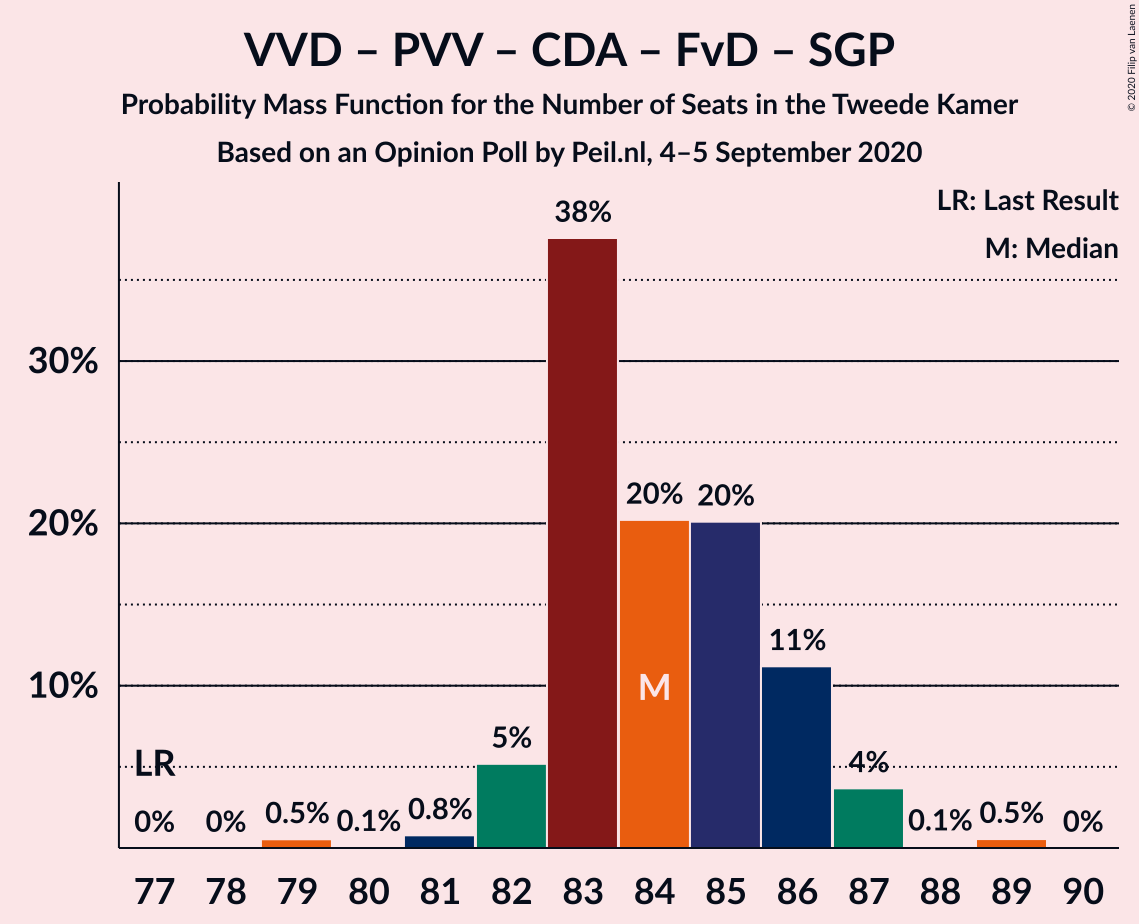 VVD – PVV – CDA – FvD – SGP
Probability Mass Function for the Number of Seats in the Tweede Kamer
Based on an Opinion Poll by Peil.nl, 4–5 September 2020
© 2020 Filip van Laenen
LR: Last Result
M: Median
38%
30%
20% 20%
20%
11%
M
10%
5%
LR
4%
0% 0% 0.5% 0.1% 0.8% 0.1% 0.5% 0%
77 78 79 80 81 82 83 84 85 86 87 88 89 90